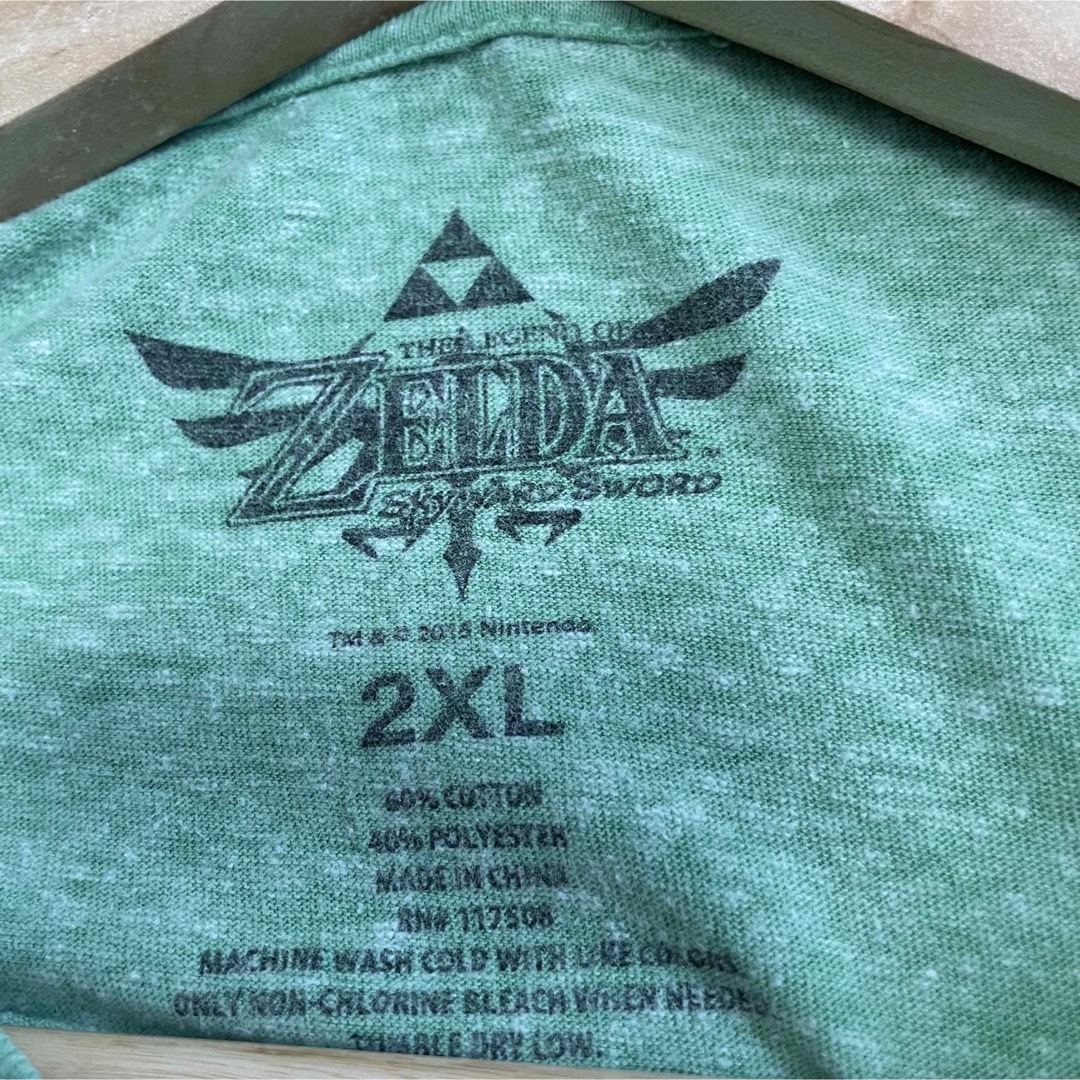 THE LEGEND OF
ZELDA
SKYWARD SWORD
TM
TM & © 2015 Nintendo
2XL
60% COTTON
40% POLYESTER
MADE IN CHINA
RN# 117508
MACHINE WASH COLD WITH LIKE COLORS
ONLY NON-CHLORINE BLEACH WHEN NEEDED
TUMBLE DRY LOW.